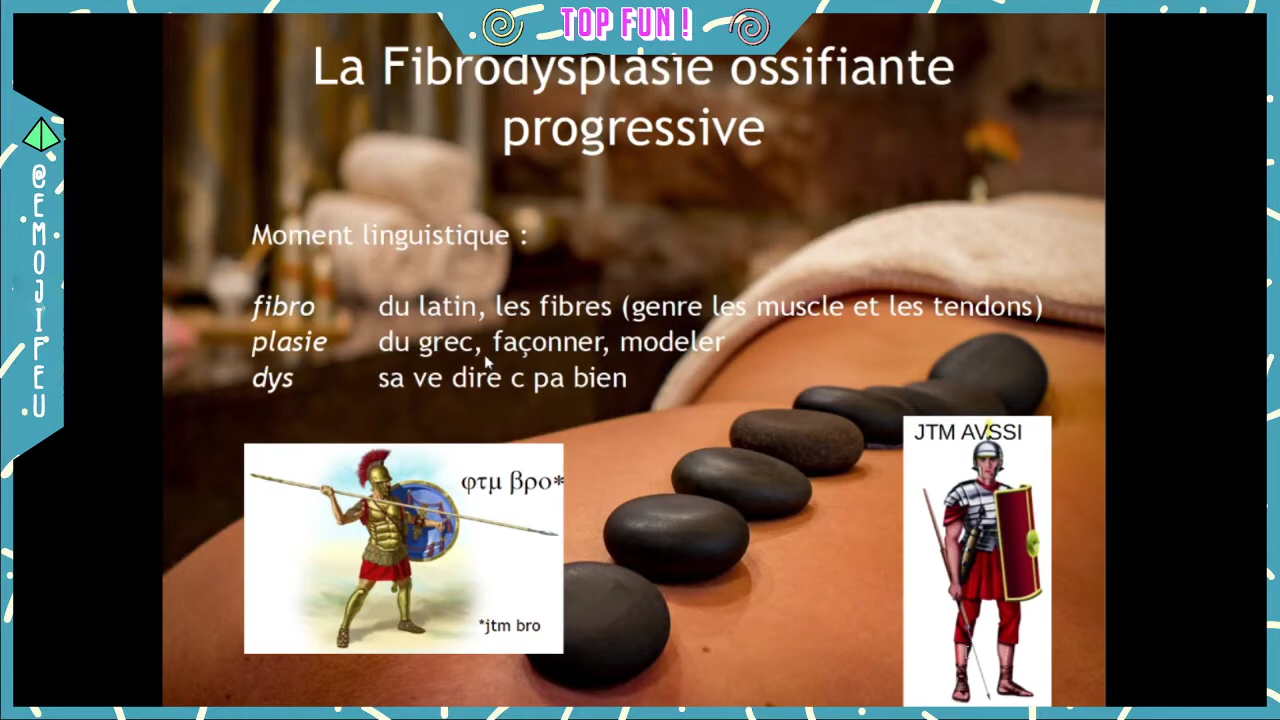 TOP FUN !
La Fibrodysplasie ossifiante
progressive
@EMOJIFEU
Moment linguistique :
fibro du latin, les fibres (genre les muscle et les tendons)
plasie du grec, façonner, modeler
dys sa ve dire c pa bien
JTM AVSSI
φτμ βρο*
*jtm bro